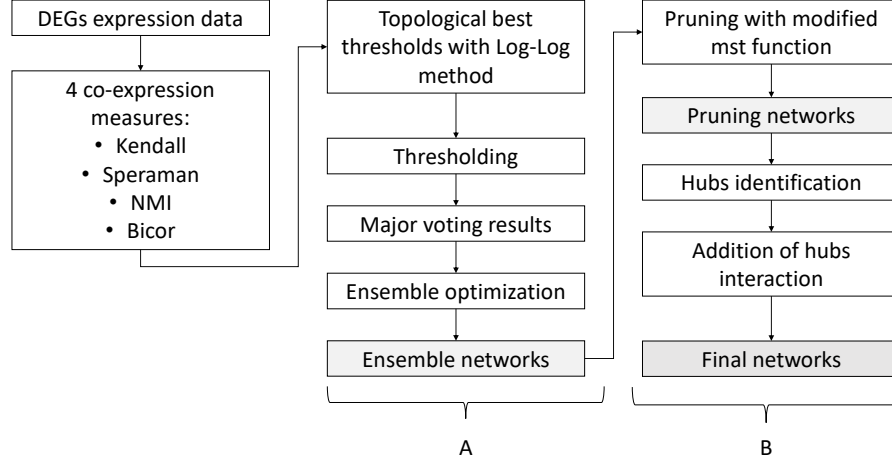 DEGs expression data
4 co-expression
measures:
• Kendall
• Speraman
• NMI
• Bicor
Topological best
thresholds with Log-Log
method
Thresholding
Major voting results
Ensemble optimization
Ensemble networks
A
Pruning with modified
mst function
Pruning networks
Hubs identification
Addition of hubs
interaction
Final networks
B